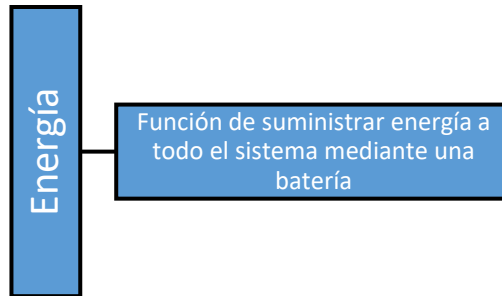 Energía
Función de suministrar energía a
todo el sistema mediante una
batería